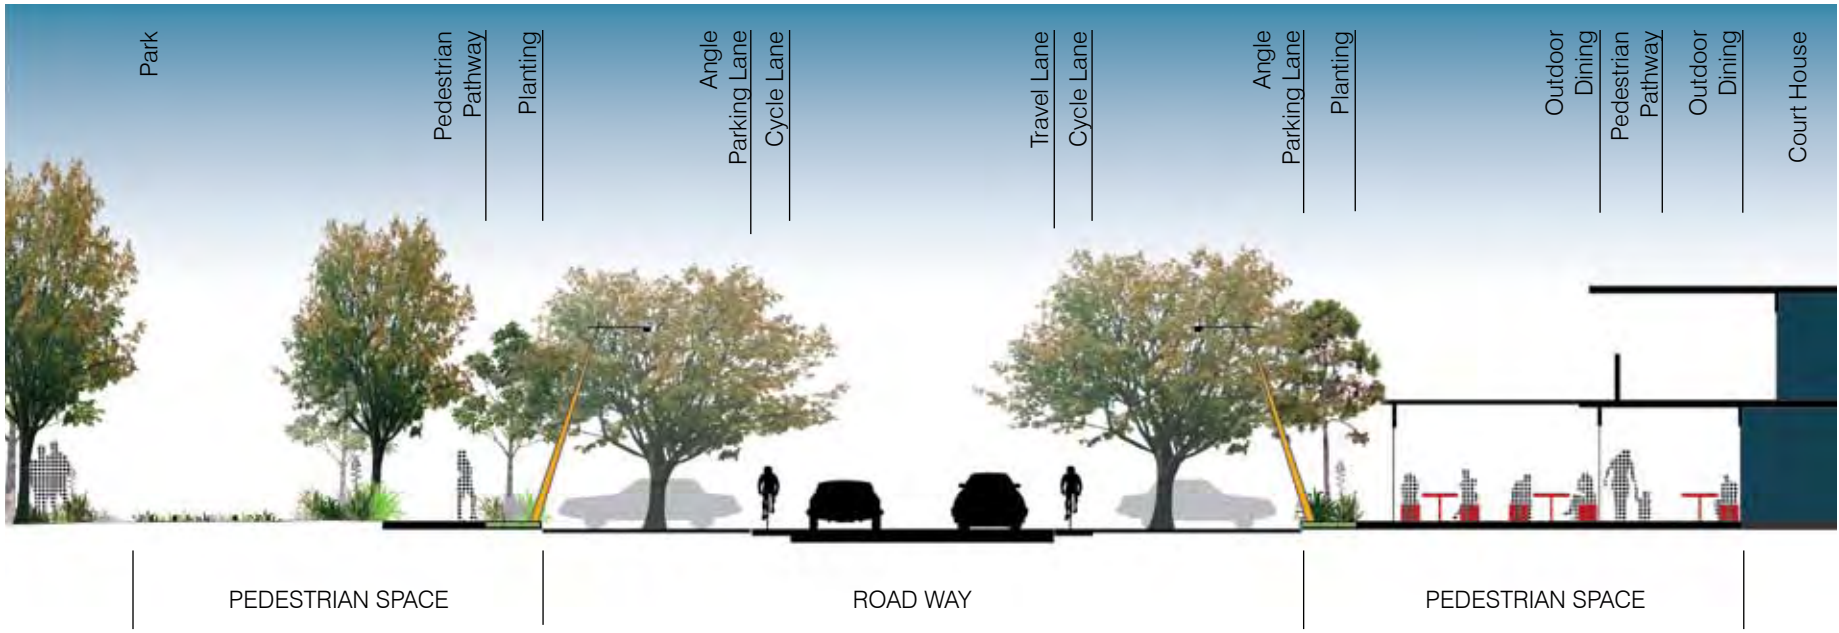 Park
Pedestrian
Pathway
Planting
Angle
Parking Lane
Cycle Lane
Travel Lane
Cycle Lane
Angle
Parking Lane
Planting
Outdoor
Dining
Pedestrian
Pathway
Outdoor
Dining
Court House
PEDESTRIAN SPACE
ROAD WAY
PEDESTRIAN SPACE